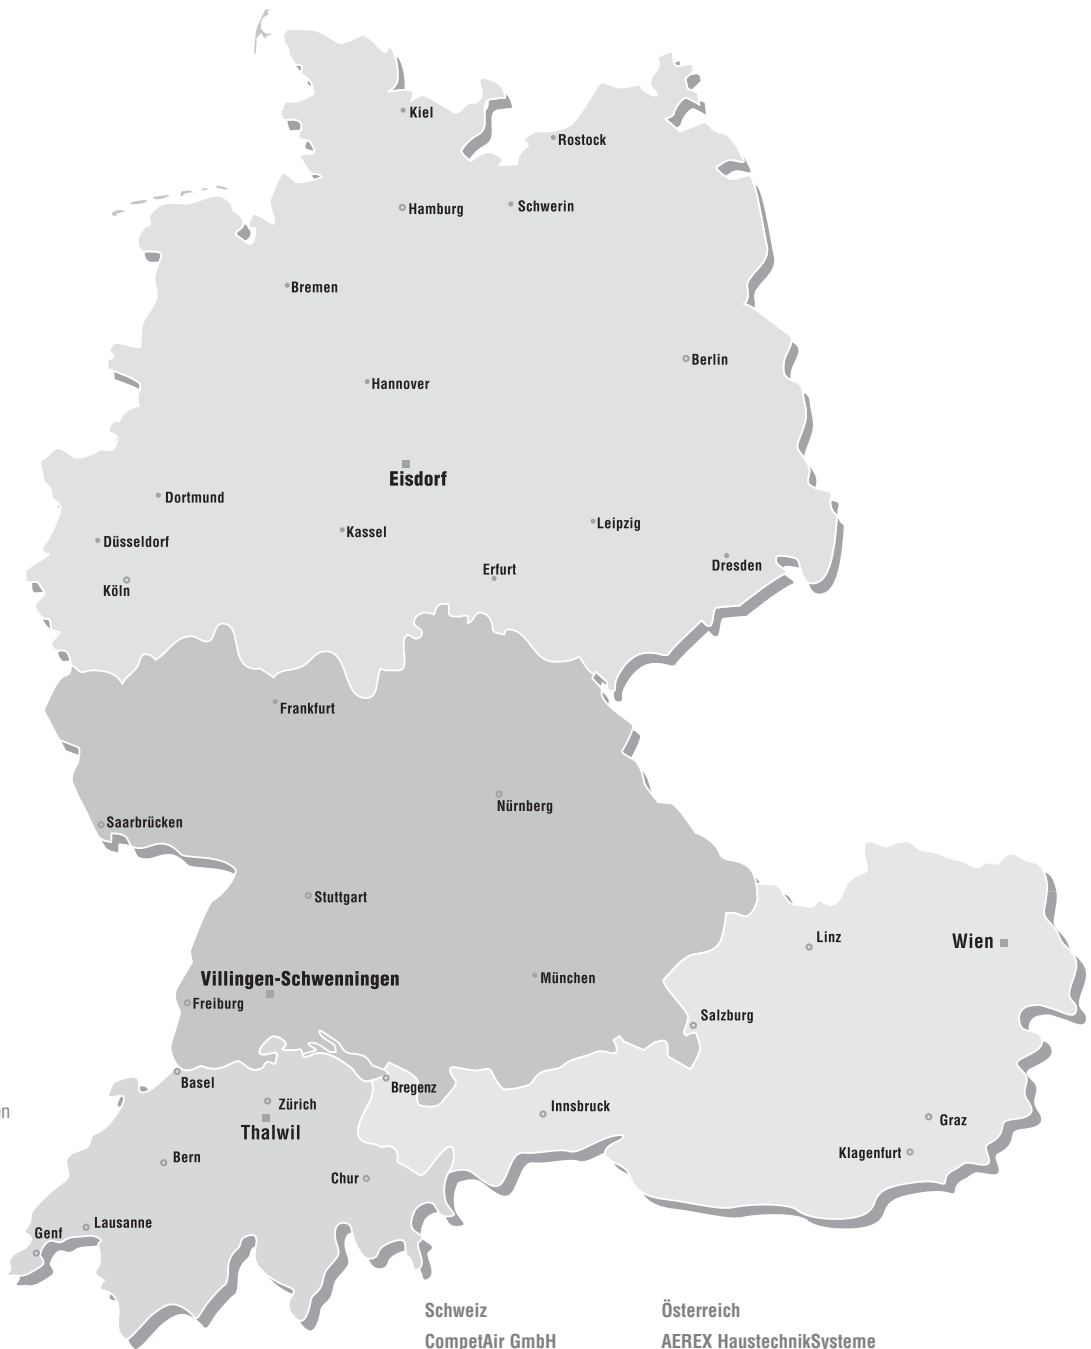 Kiel
Rostock
Hamburg
Schwerin
Bremen
Berlin
Hannover
Eisdorf
Dortmund
Leipzig
Kassel
Düsseldorf
Dresden
Erfurt
Köln
Frankfurt
Nürnberg
Saarbrücken
Stuttgart
Linz
Wien
Villingen-Schwenningen
München
Freiburg
Salzburg
Basel
Bregenz
Zürich
Innsbruck
en
Graz
Thalwil
Klagenfurt
Bern
Chur
Lausanne
Genf
Schweiz
Österreich
CompetAir GmbH
AEREX HaustechnikSysteme